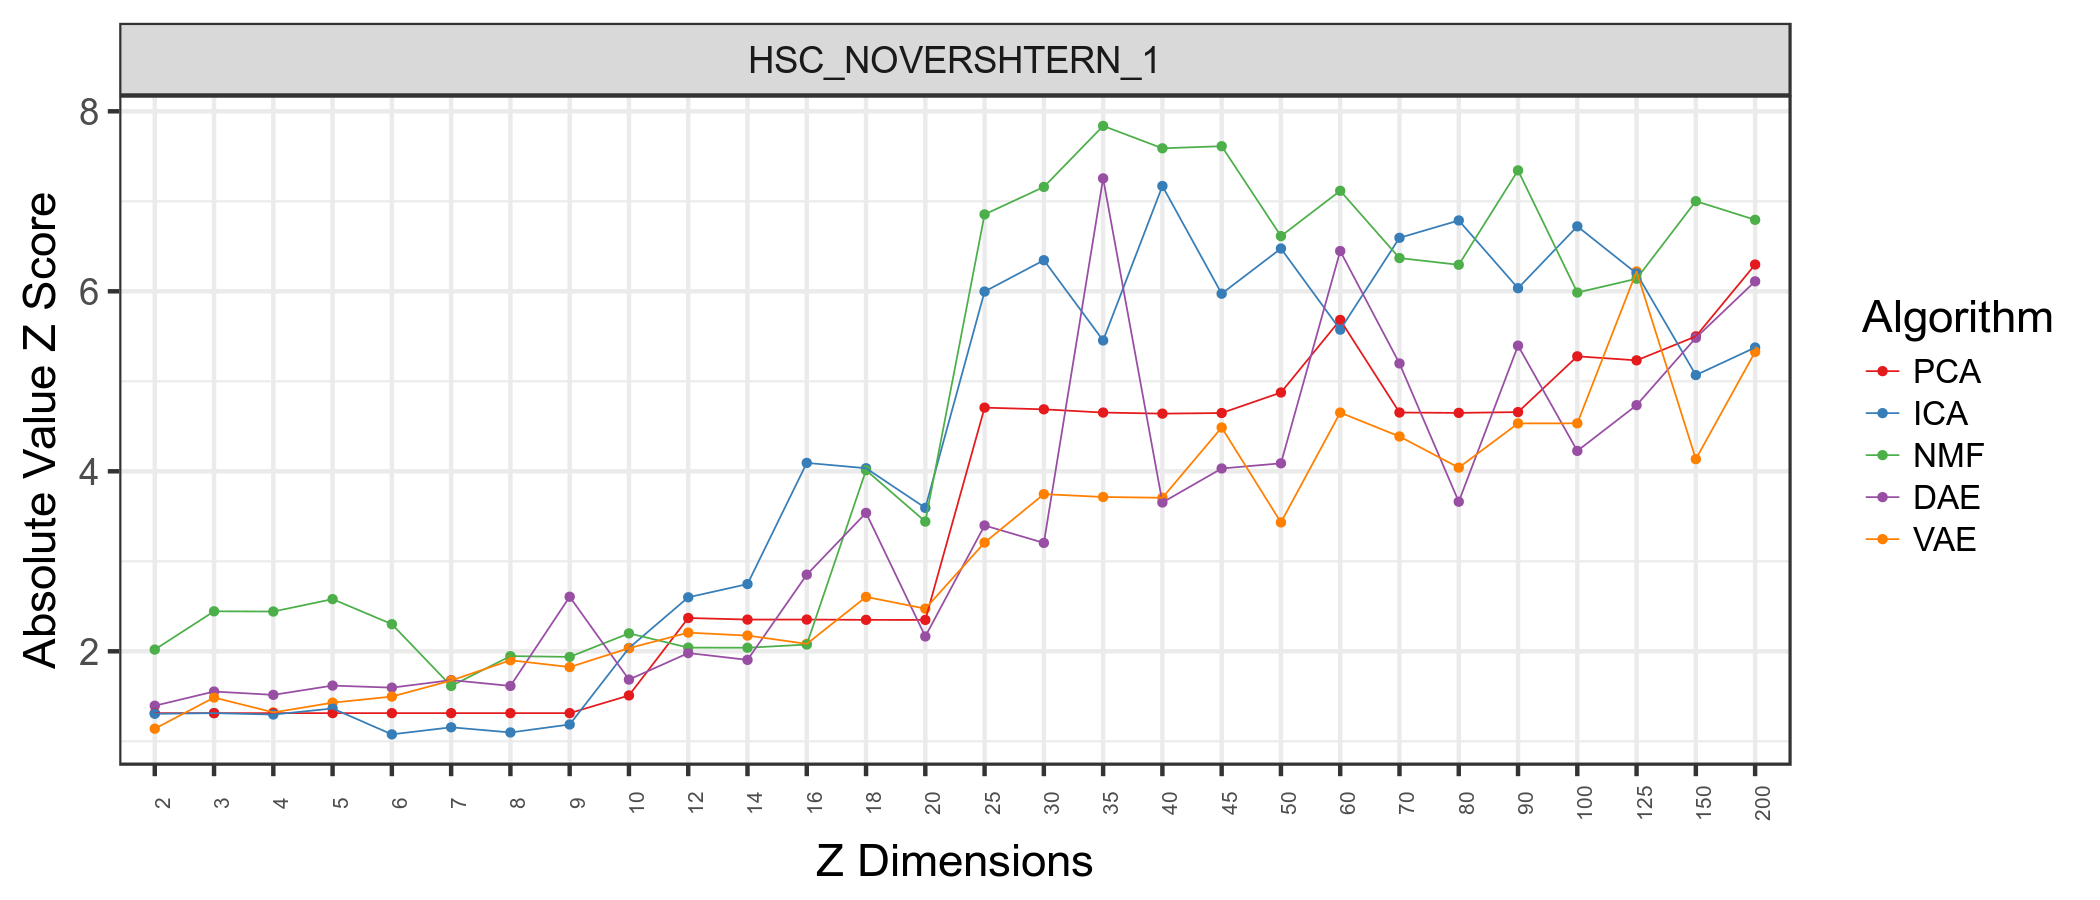 HSC_NOVERSHTERN_1
Absolute Value Z Score
8
6
4
2
2 3 4 5 6 7 8 9 10 12 14 16 18 20 25 30 35 40 45 50 60 70 80 90 100 125 150 200
Z Dimensions
Algorithm
PCA
ICA
NMF
DAE
VAE